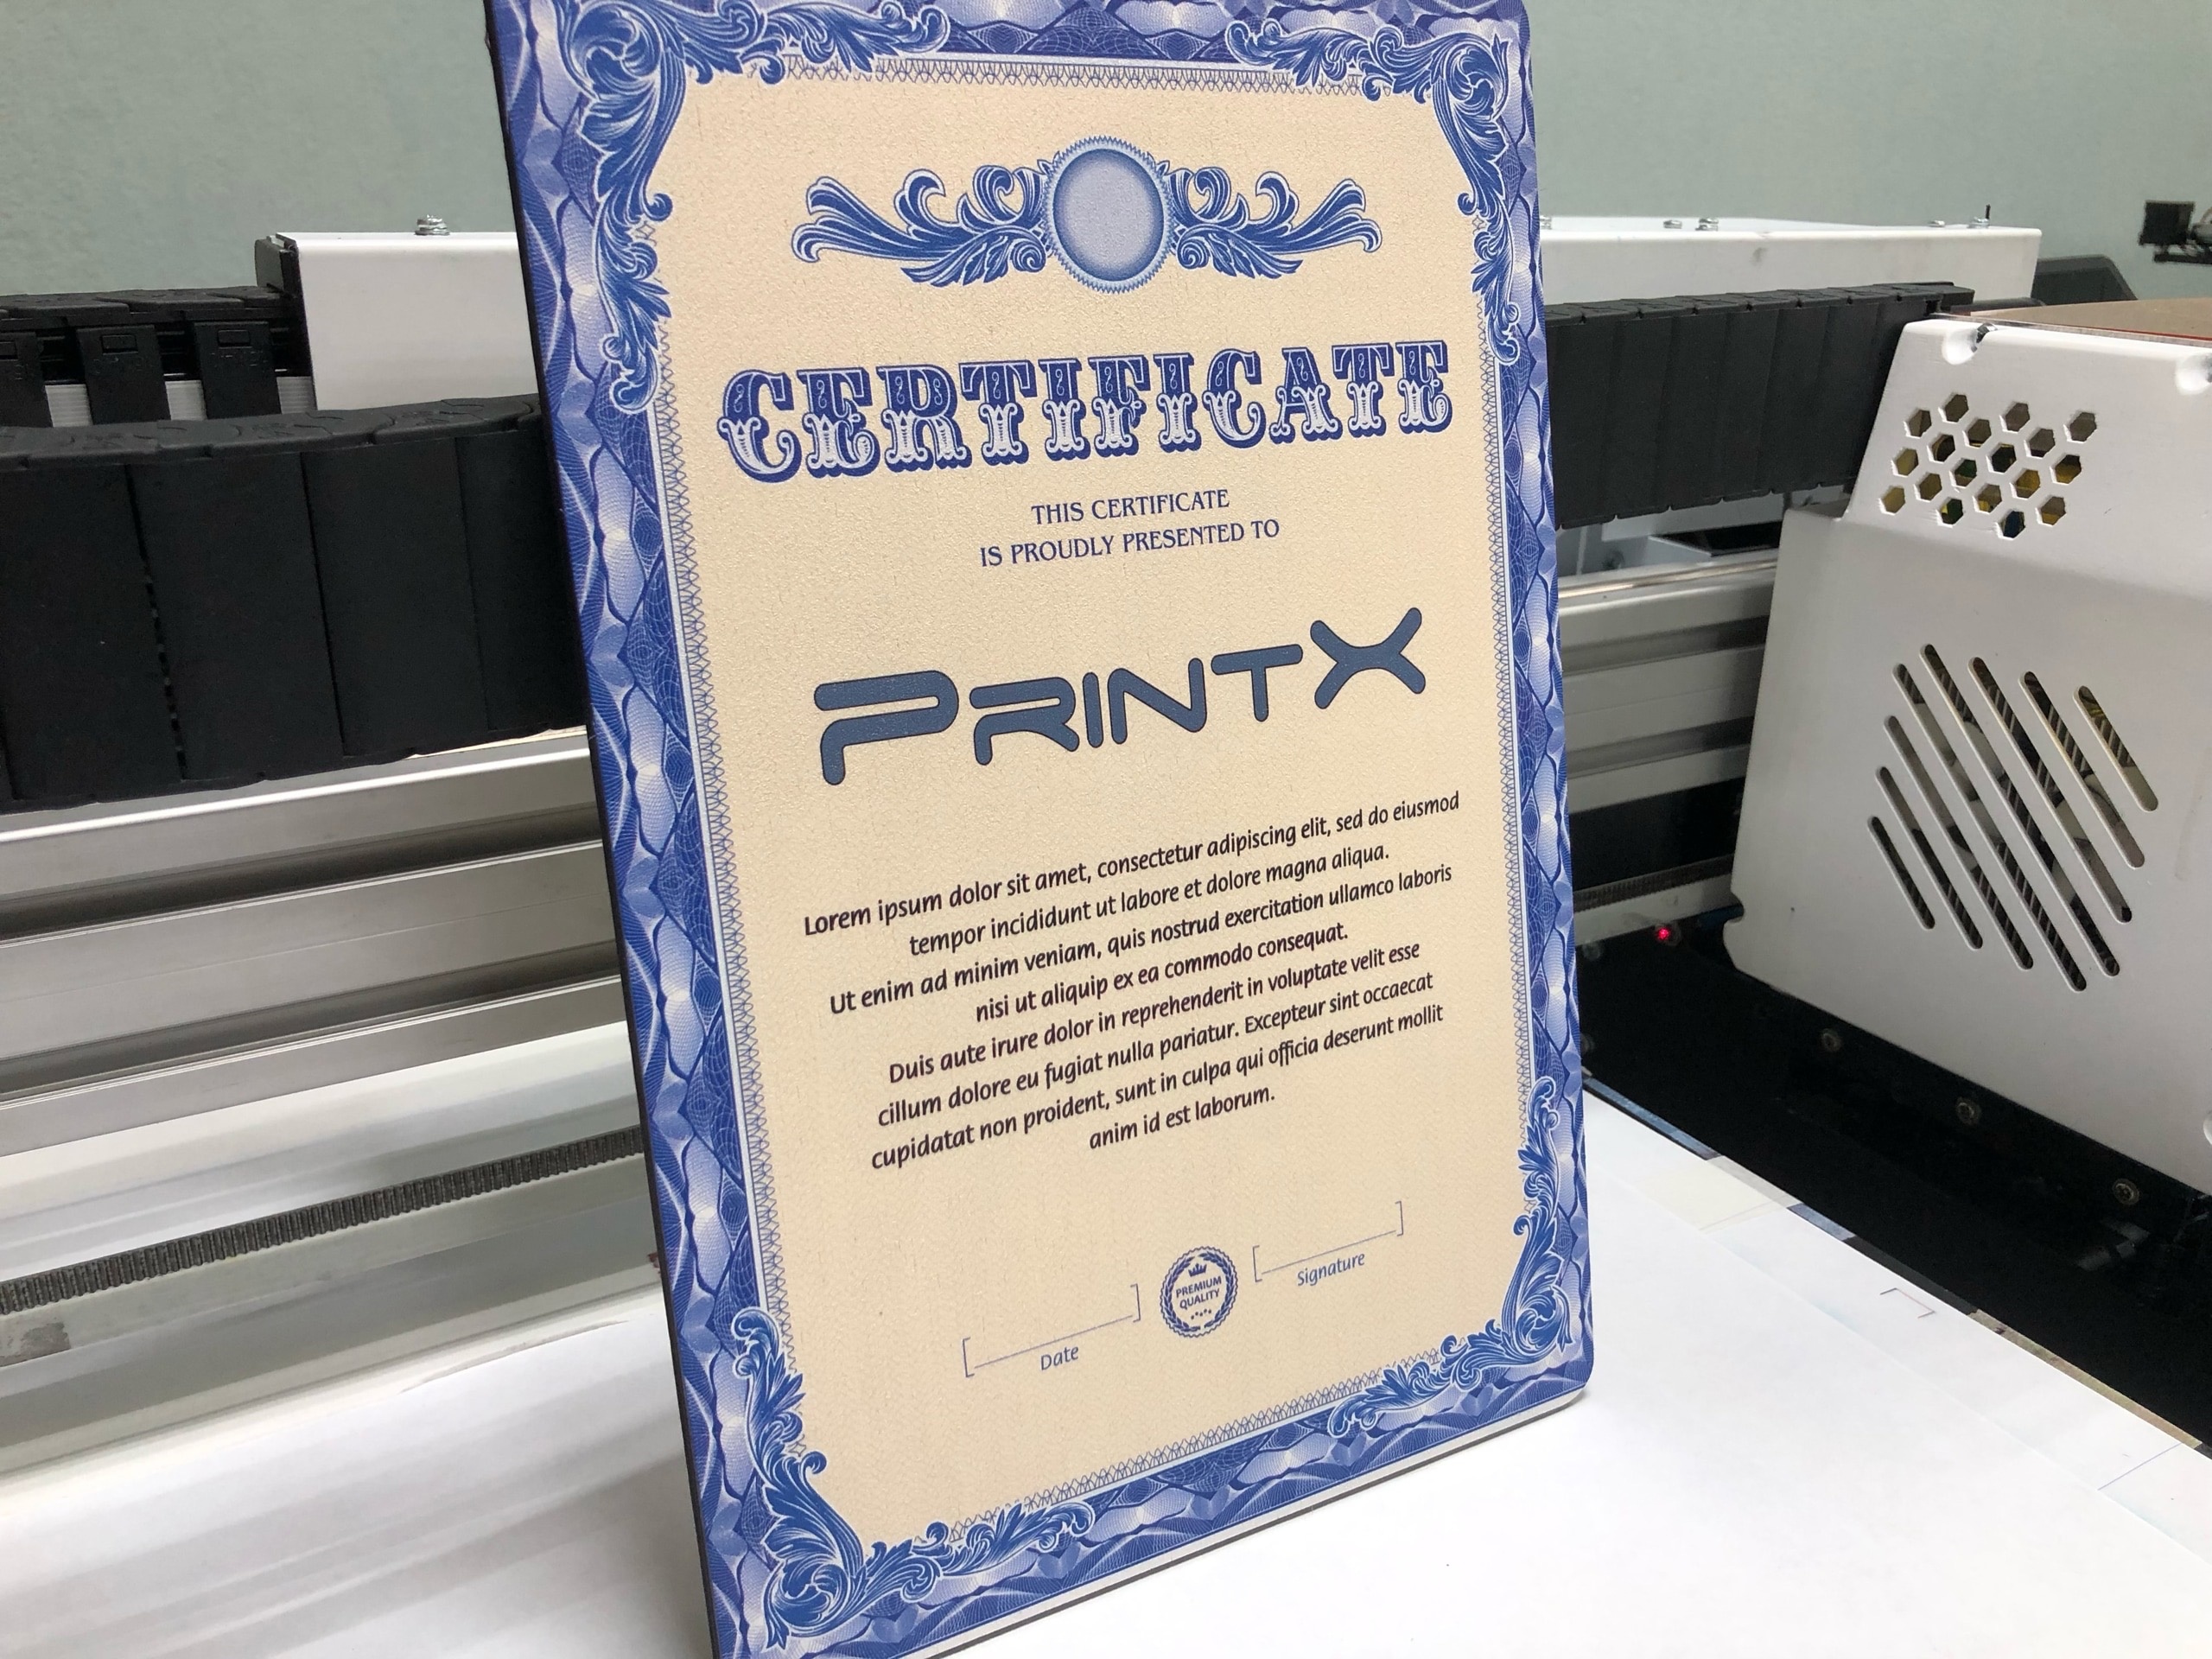 CERTIFICATE
THIS CERTIFICATE
IS PROUDLY PRESENTED TO
PRINTX
Lorem ipsum dolor sit amet, consectetur adipiscing elit, sed do eiusmod
tempor incididunt ut labore et dolore magna aliqua.
Ut enim ad minim veniam, quis nostrud exercitation ullamco laboris
nisi ut aliquip ex ea commodo consequat.
Duis aute irure dolor in reprehenderit in voluptate velit esse
cillum dolore eu fugiat nulla pariatur. Excepteur sint occaecat
cupidatat non proident, sunt in culpa qui officia deserunt mollit
anim id est laborum.
Date
PREMIUM
QUALITY
Signature